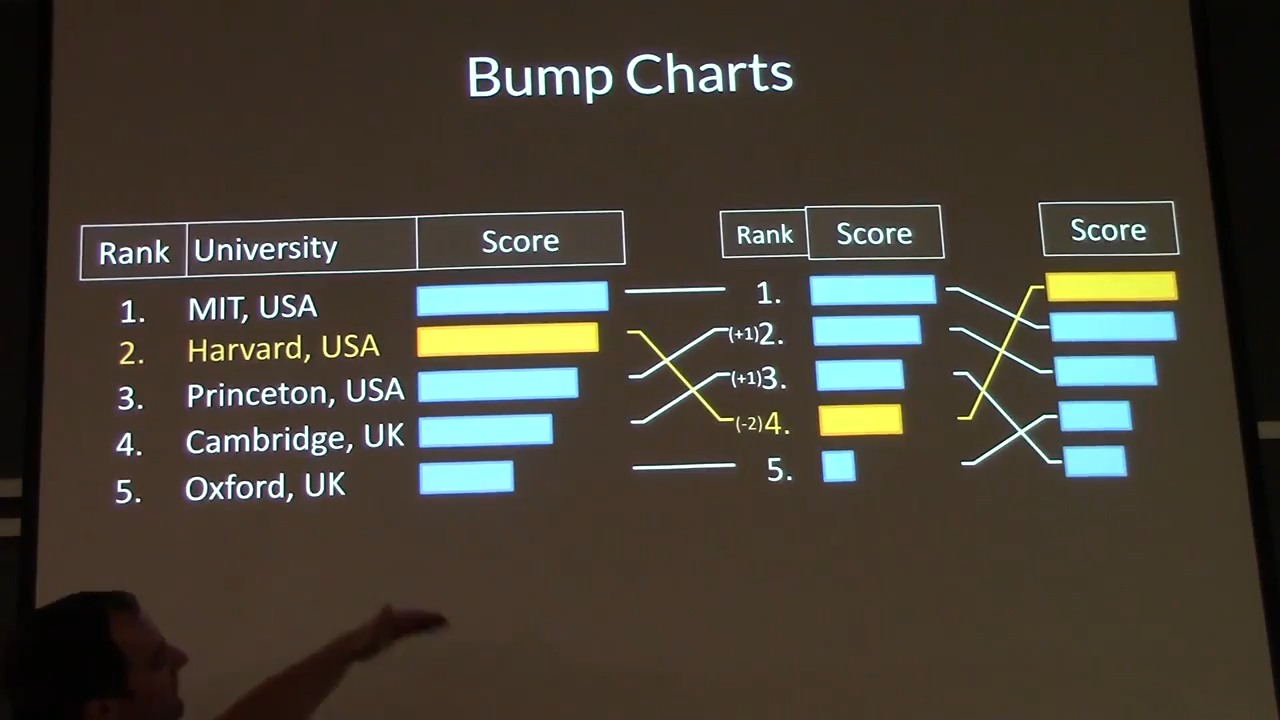 Bump Charts
Rank University Score Rank Score Score
1. MIT, USA 1.
2. Harvard, USA (+1)2.
3. Princeton, USA (+1)3.
4. Cambridge, UK (-2)4.
5. Oxford, UK 5.